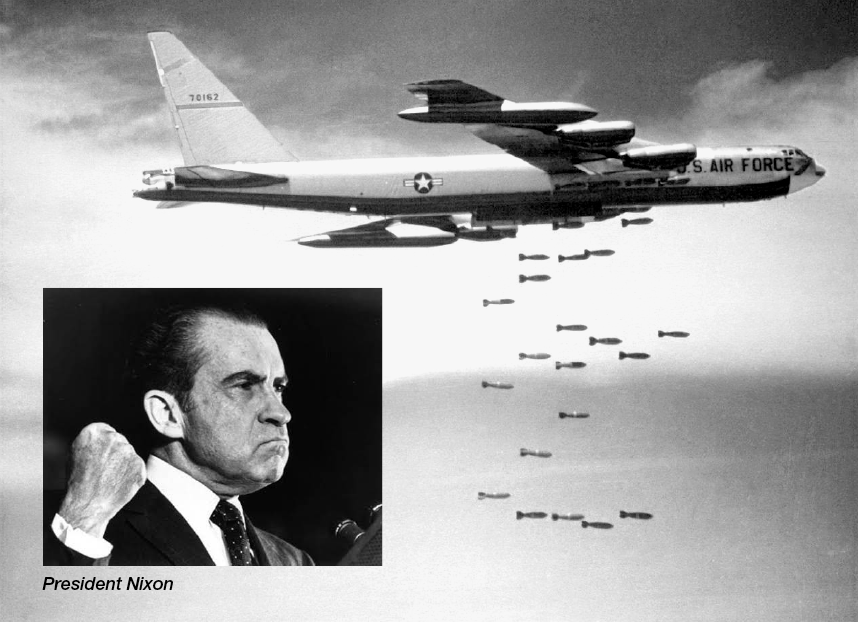 70162
U.S. AIR FORCE
President Nixon